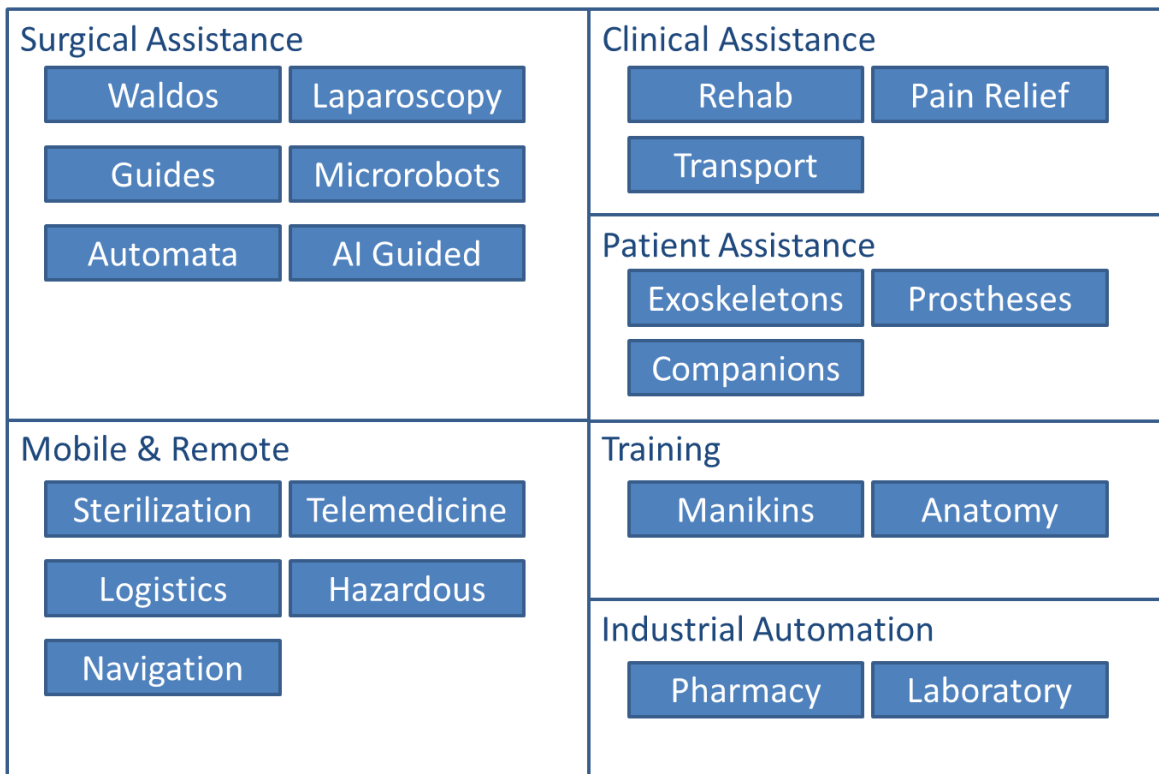 Surgical Assistance
Waldos
Laparoscopy
Guides
Microrobots
Automata
AI Guided
Clinical Assistance
Rehab
Pain Relief
Transport
Patient Assistance
Exoskeletons
Prostheses
Companions
Mobile & Remote
Sterilization
Telemedicine
Logistics
Hazardous
Navigation
Training
Manikins
Anatomy
Industrial Automation
Pharmacy
Laboratory